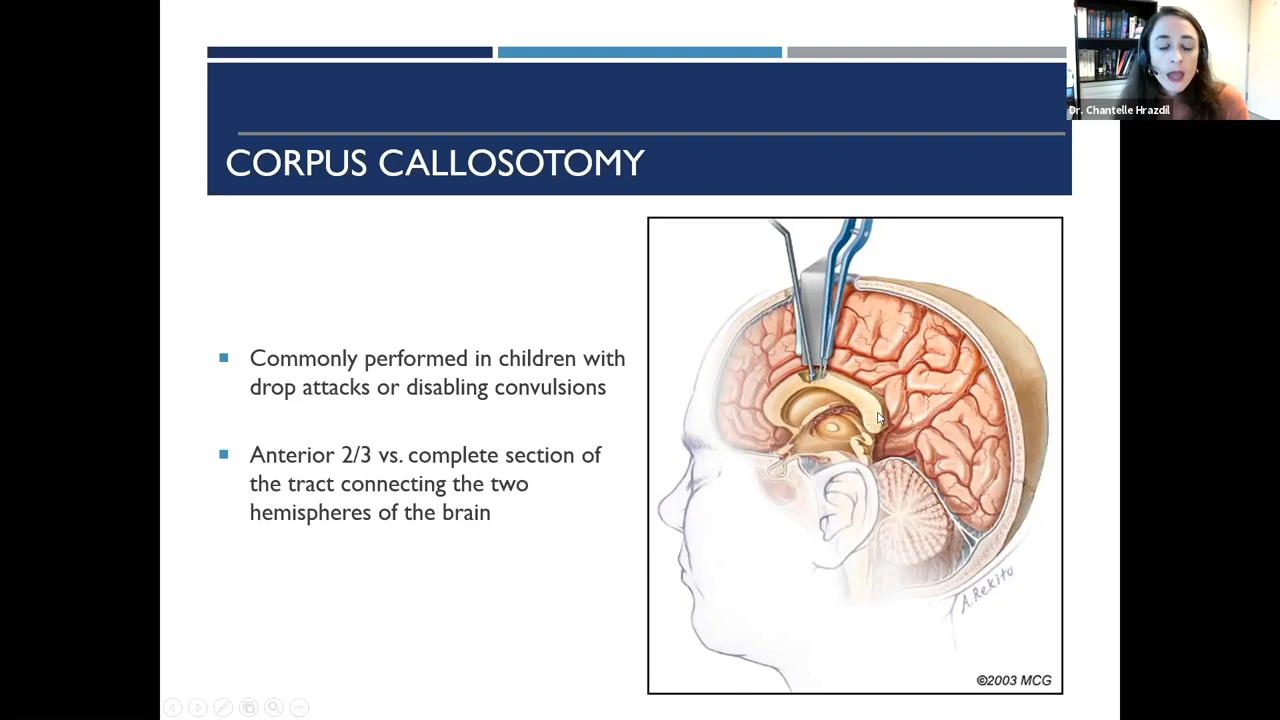 Dr. Chantelle Hrazdil
CORPUS CALLOSOTOMY
Commonly performed in children with
drop attacks or disabling convulsions
Anterior 2/3 vs. complete section of
the tract connecting the two
hemispheres of the brain
A.Rekito
©2003 MCG